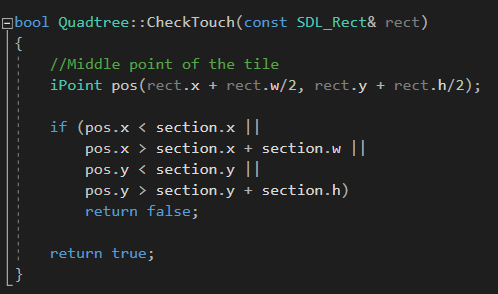 bool Quadtree::CheckTouch(const SDL_Rect& rect)
{
    //Middle point of the tile
    iPoint pos(rect.x + rect.w/2, rect.y + rect.h/2);

    if (pos.x < section.x ||
        pos.x > section.x + section.w ||
        pos.y < section.y ||
        pos.y > section.y + section.h)
        return false;

    return true;
}